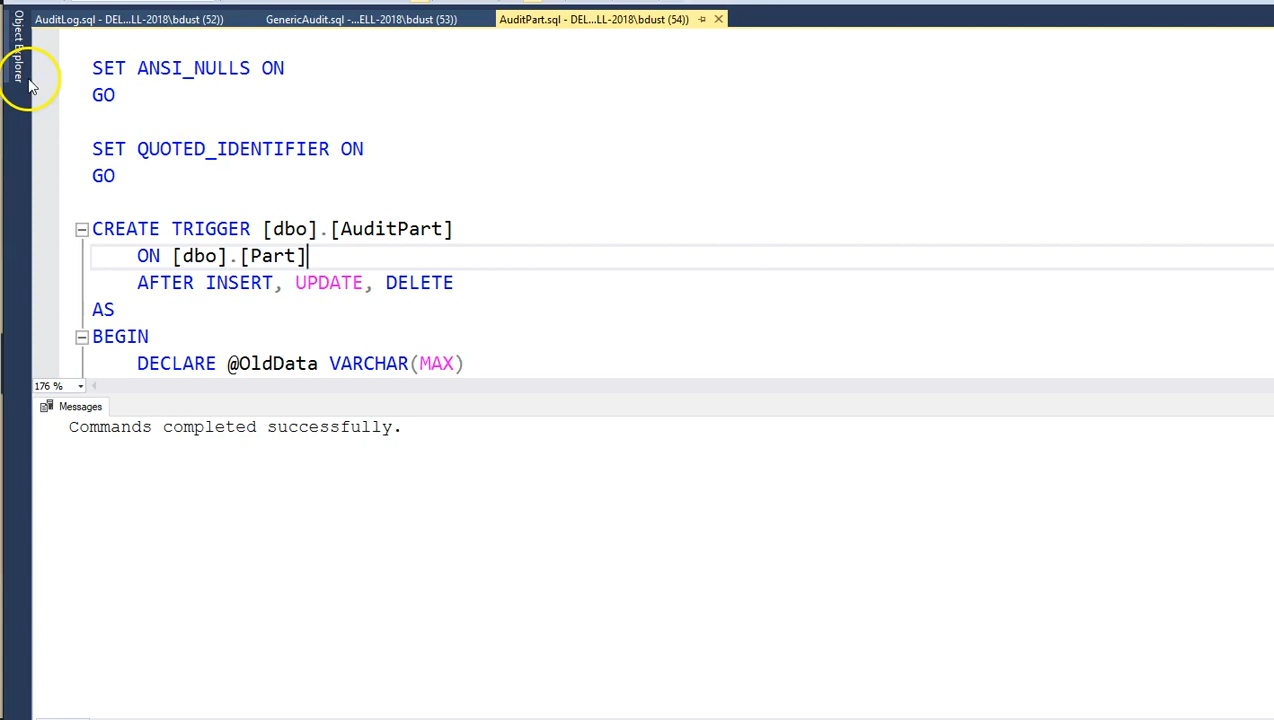 AuditLog.sql - DEL...LL-2018\bdust (52))
GenericAudit.sql -...ELL-2018\bdust (53))
AuditPart.sql - DEL...LL-2018\bdust (54))
Object Explorer
SET ANSI_NULLS ON
GO
SET QUOTED_IDENTIFIER ON
GO
CREATE TRIGGER [dbo].[AuditPart]
ON [dbo].[Part]
AFTER INSERT, UPDATE, DELETE
AS
BEGIN
DECLARE @OldData VARCHAR(MAX)
176 %
Messages
Commands completed successfully.